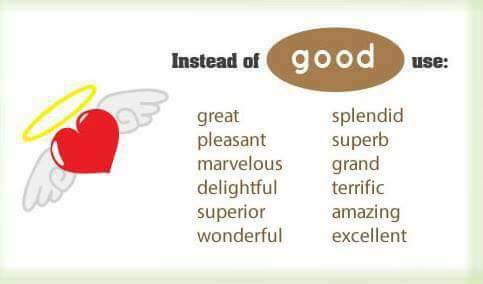 Instead of good use:
great
pleasant
marvelous
delightful
superior
wonderful
splendid
superb
grand
terrific
amazing
excellent